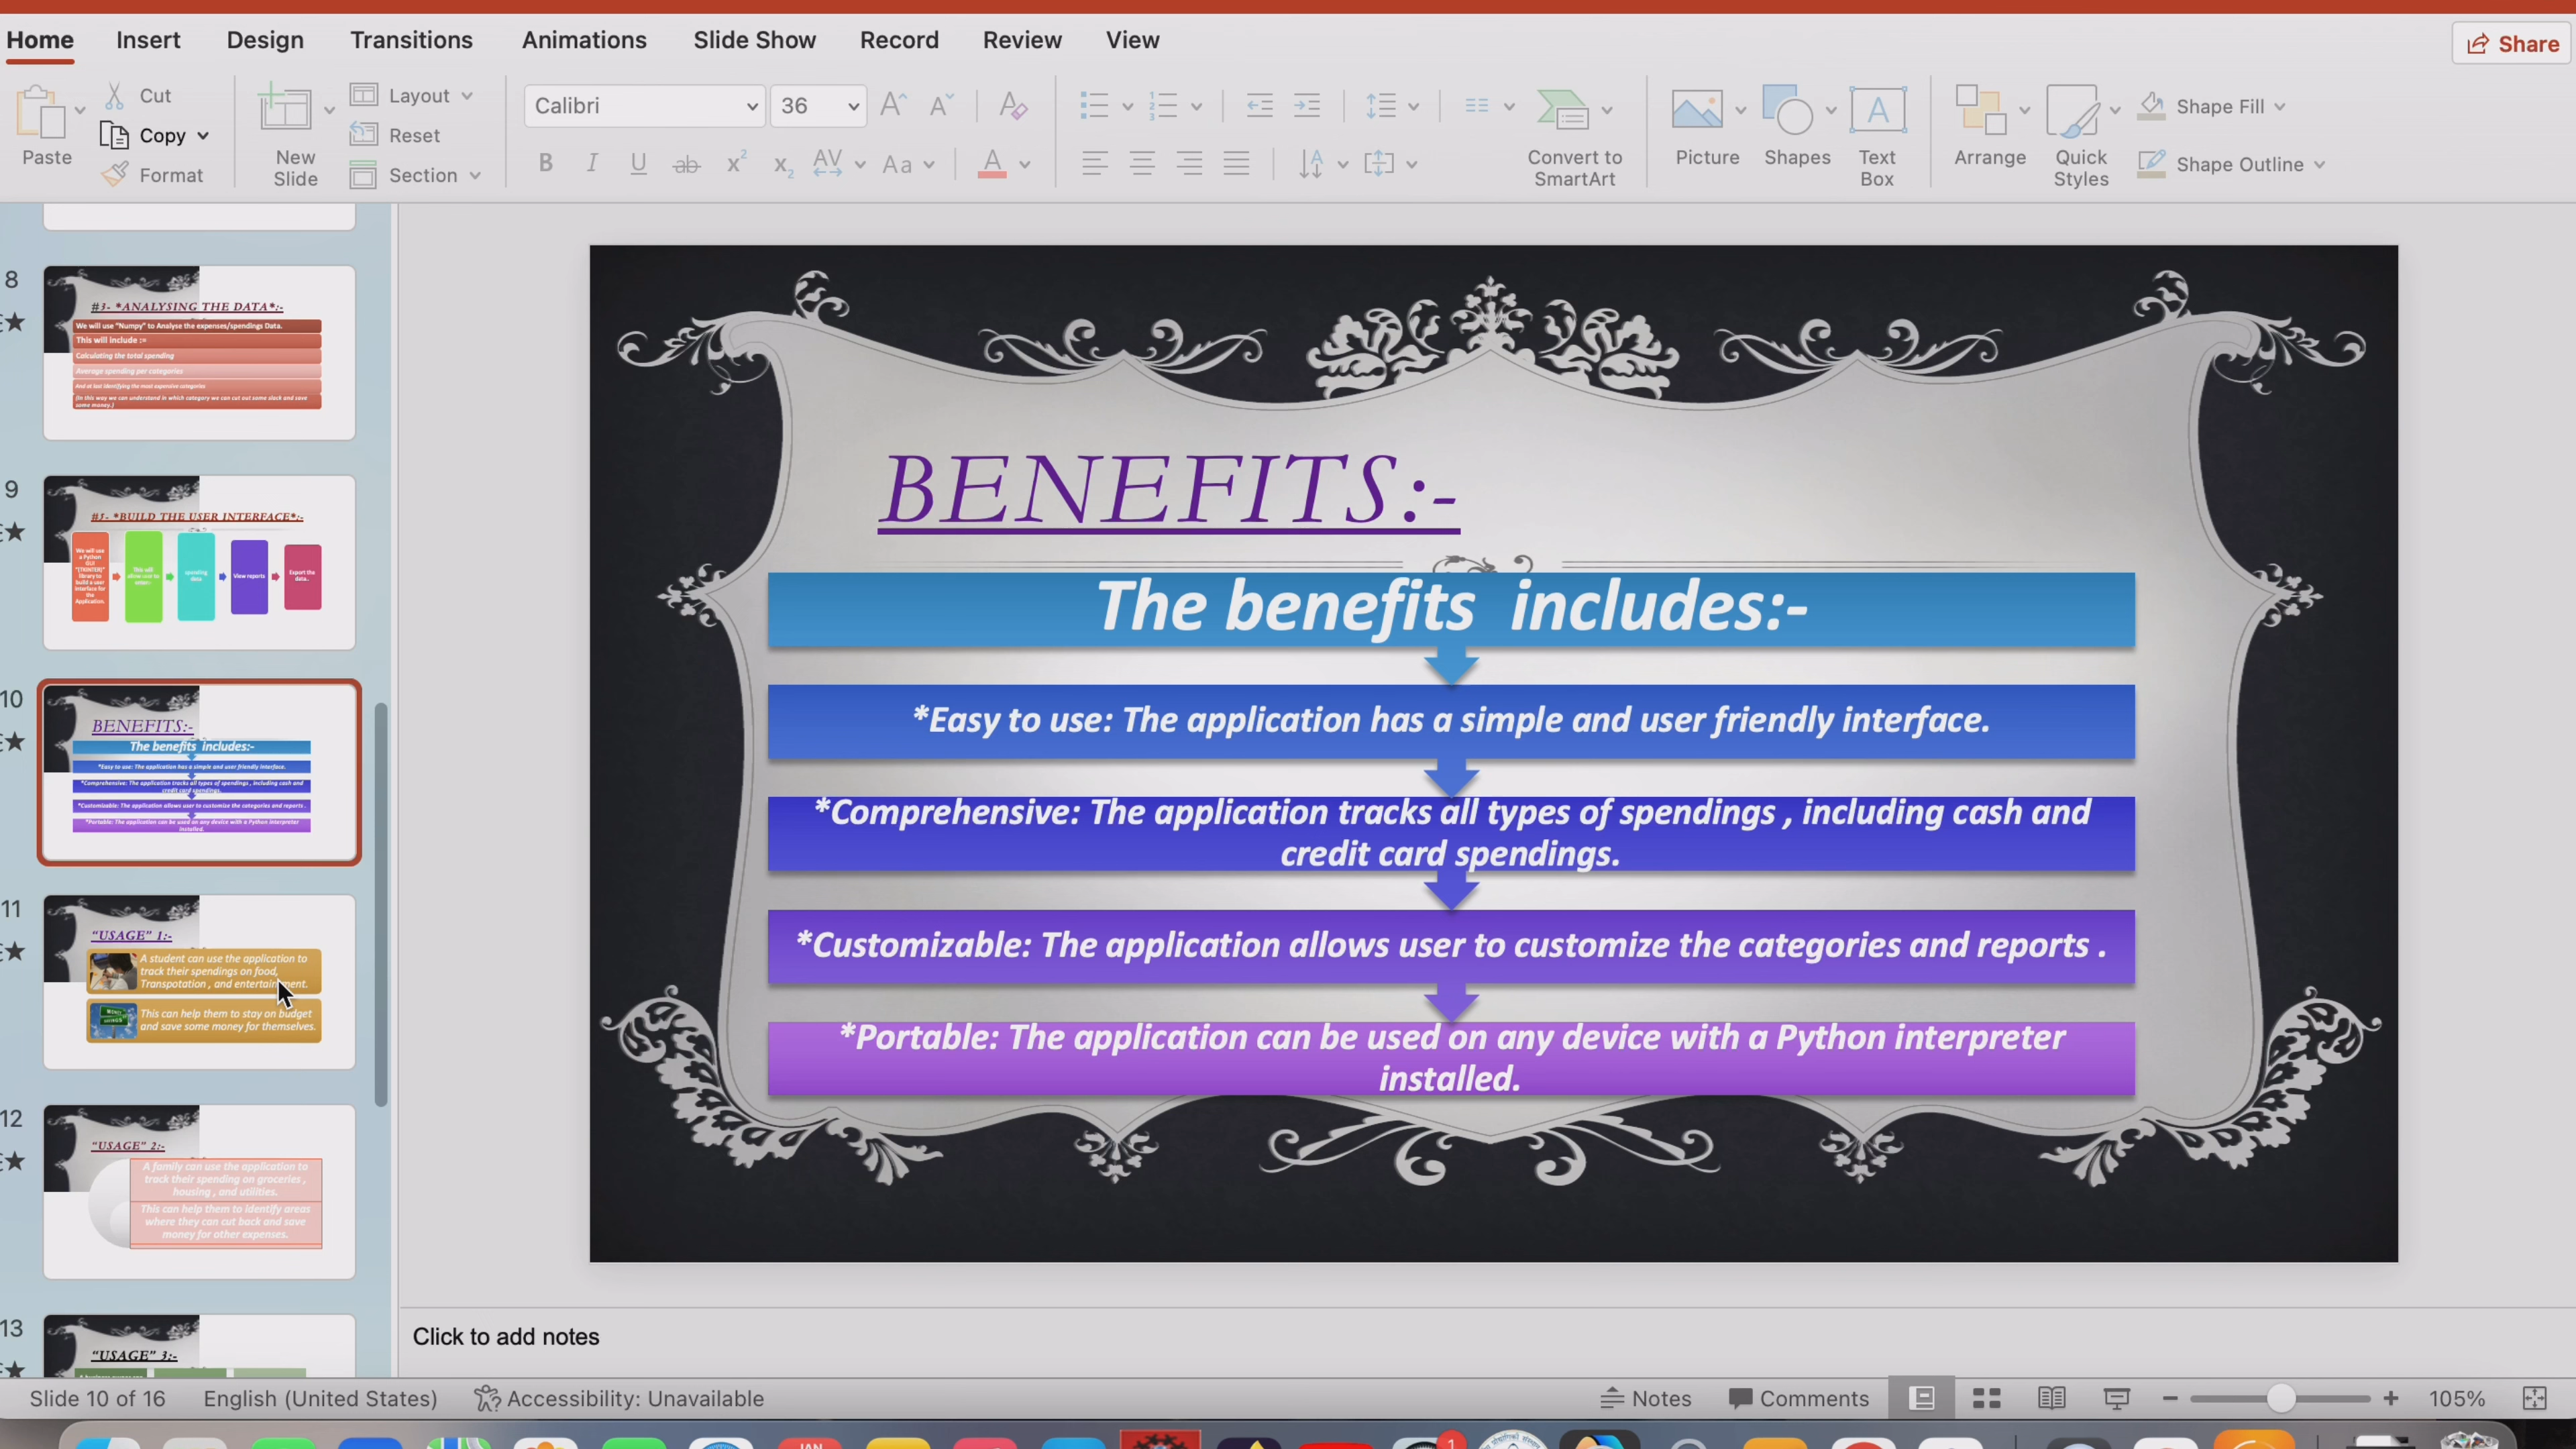 Home Insert Design Transitions Animations Slide Show Record Review View Share
Paste
Cut
Copy
Format
New
Slide
Layout
Reset
Section
Calibri 36
Convert to
SmartArt
Picture
Shapes
Text
Box
Arrange
Quick
Styles
Shape Fill
Shape Outline
8
#3- *ANALYSING THE DATA*:-
We will use "Numpy" to Analyse the expenses/spendings Data.
This will include :=
Calculating the total spending
Average spending per categories
And at last Identifying the most expensive categories
(In this way we can understand in which category we can cut out some slack and save
some money.)
9
#5- *BUILD THE USER INTERFACE*:-
We will use
a Python
GUI
"(TKINTER)"
library to
build a user
Interface for
the
Application.
This will
allow user to
enter:-
spending
data
View reports
Export the
data..
10
BENEFITS:-
The benefits includes:-
*Easy to use: The application has a simple and user friendly interface.
*Comprehensive: The application tracks all types of spendings , including cash and
credit card spendings.
*Customizable: The application allows user to customize the categories and reports .
*Portable: The application can be used on any device with a Python interpreter
installed.
11
"USAGE" 1:-
A student can use the application to
track their spendings on food,
Transpotation , and entertainment.
This can help them to stay on budget
and save some money for themselves.
12
"USAGE" 2:-
A family can use the application to
track their spending on groceries ,
housing , and utilities.
This can help them to identify areas
where they can cut back and save
money for other expenses.
13
"USAGE" 3:-
BENEFITS:-
The benefits  includes:-
*Easy to use: The application has a simple and user friendly interface.
*Comprehensive: The application tracks all types of spendings , including cash and
credit card spendings.
*Customizable: The application allows user to customize the categories and reports .
*Portable: The application can be used on any device with a Python interpreter
installed.
Click to add notes
Slide 10 of 16 English (United States) Accessibility: Unavailable Notes Comments 105%
JAN
1